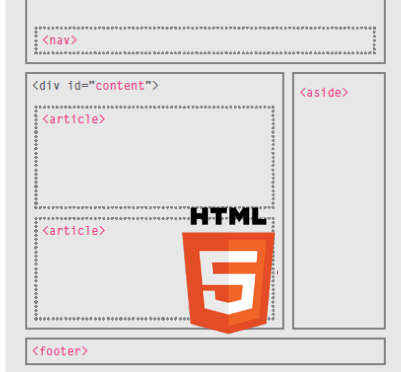 <nav>
<div id="content">
<aside>
<article>
HTML
<article>
5
<footer>